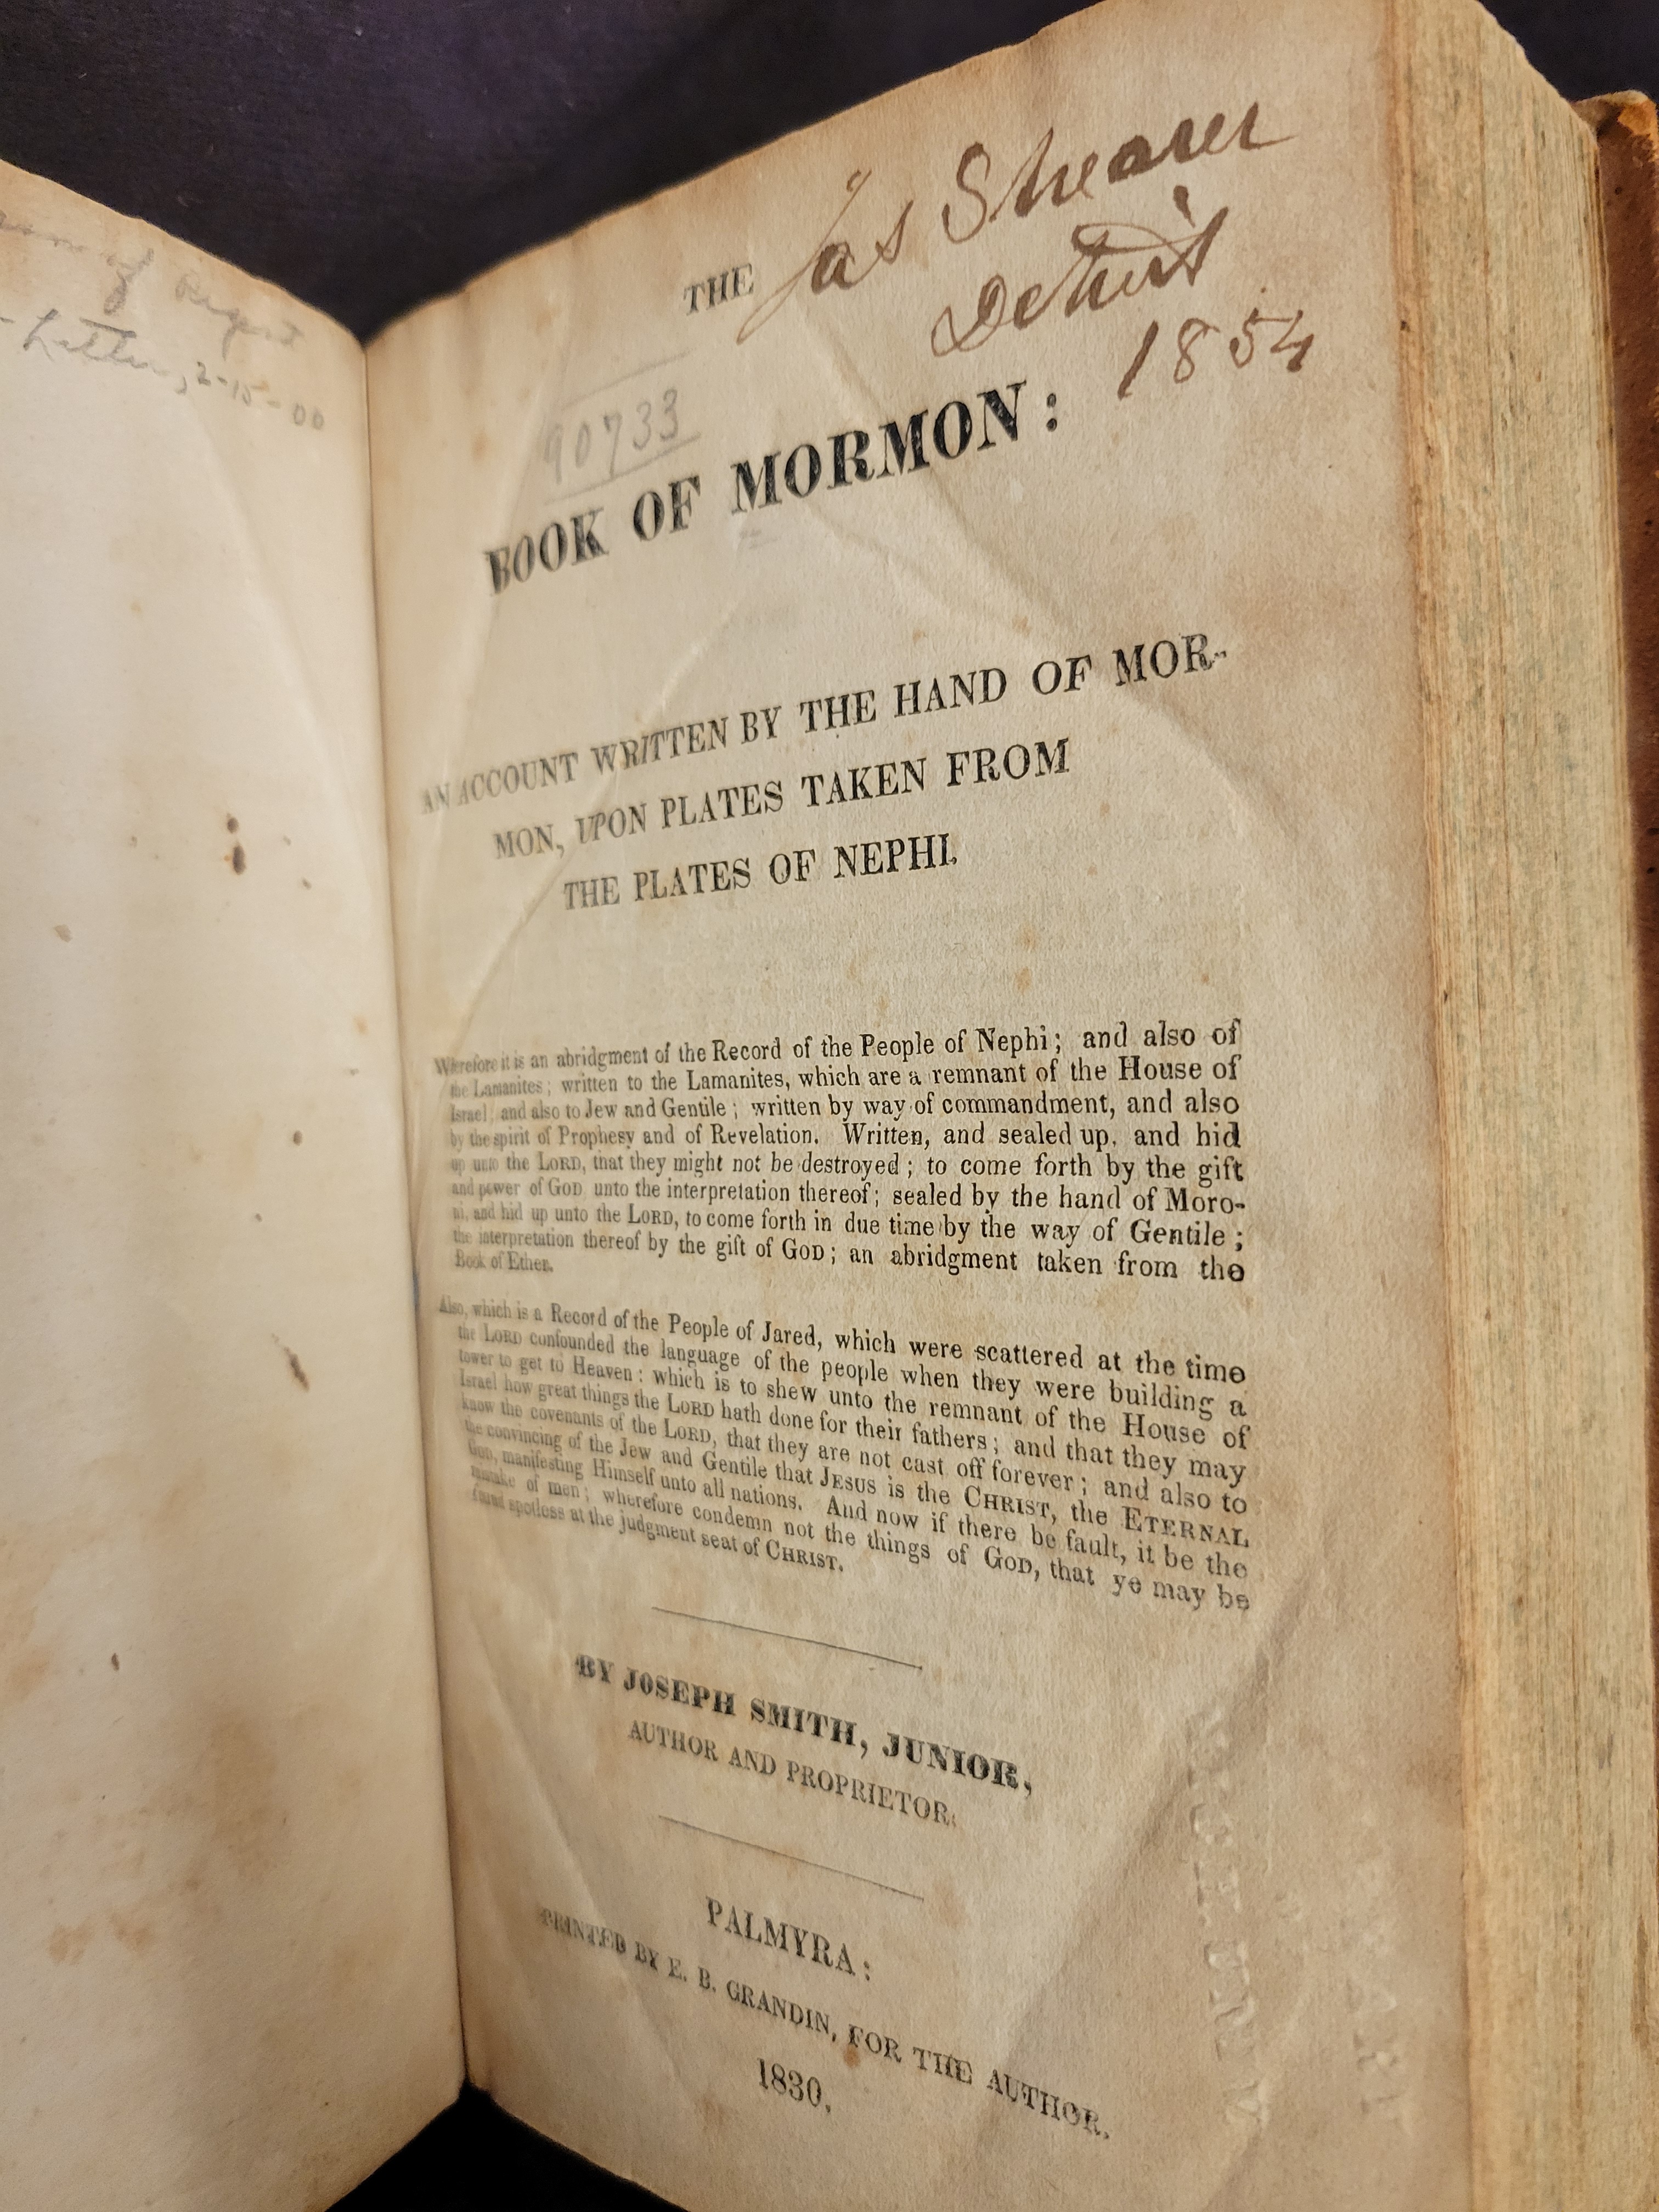 of Regent
Letter, 2-15-00
Jas Shearer
Detroit
1854
THE
90733
BOOK OF MORMON:
AN ACCOUNT WRITTEN BY THE HAND OF MOR-
MON, UPON PLATES TAKEN FROM
THE PLATES OF NEPHI.
Wherefore it is an abridgment of the Record of the People of Nephi; and also of
the Lamanites; written to the Lamanites, which are a remnant of the House of
Israel; and also to Jew and Gentile; written by way of commandment, and also
by the spirit of Prophesy and of Revelation. Written, and sealed up, and hid
up unto the LORD, that they might not be destroyed; to come forth by the gift
and power of GOD unto the interpretation thereof; sealed by the hand of Moro-
ni, and hid up unto the LORD, to come forth in due time by the way of Gentile;
the interpretation thereof by the gift of GOD; an abridgment taken from the
Book of Ether.
Also, which is a Record of the People of Jared, which were scattered at the time
the LORD confounded the language of the people when they were building a
tower to get to Heaven: which is to shew unto the remnant of the House of
Israel how great things the LORD hath done for their fathers; and that they may
know the covenants of the LORD, that they are not cast off forever; and also to
the convincing of the Jew and Gentile that JESUS is the CHRIST, the ETERNAL
GOD, manifesting Himself unto all nations. And now if there be fault, it be the
mistake of men; wherefore condemn not the things of GOD, that ye may be
found spotless at the judgment seat of CHRIST.
BY JOSEPH SMITH, JUNIOR,
AUTHOR AND PROPRIETOR.
PALMYRA:
PRINTED BY E. B. GRANDIN, FOR THE AUTHOR.
1830.